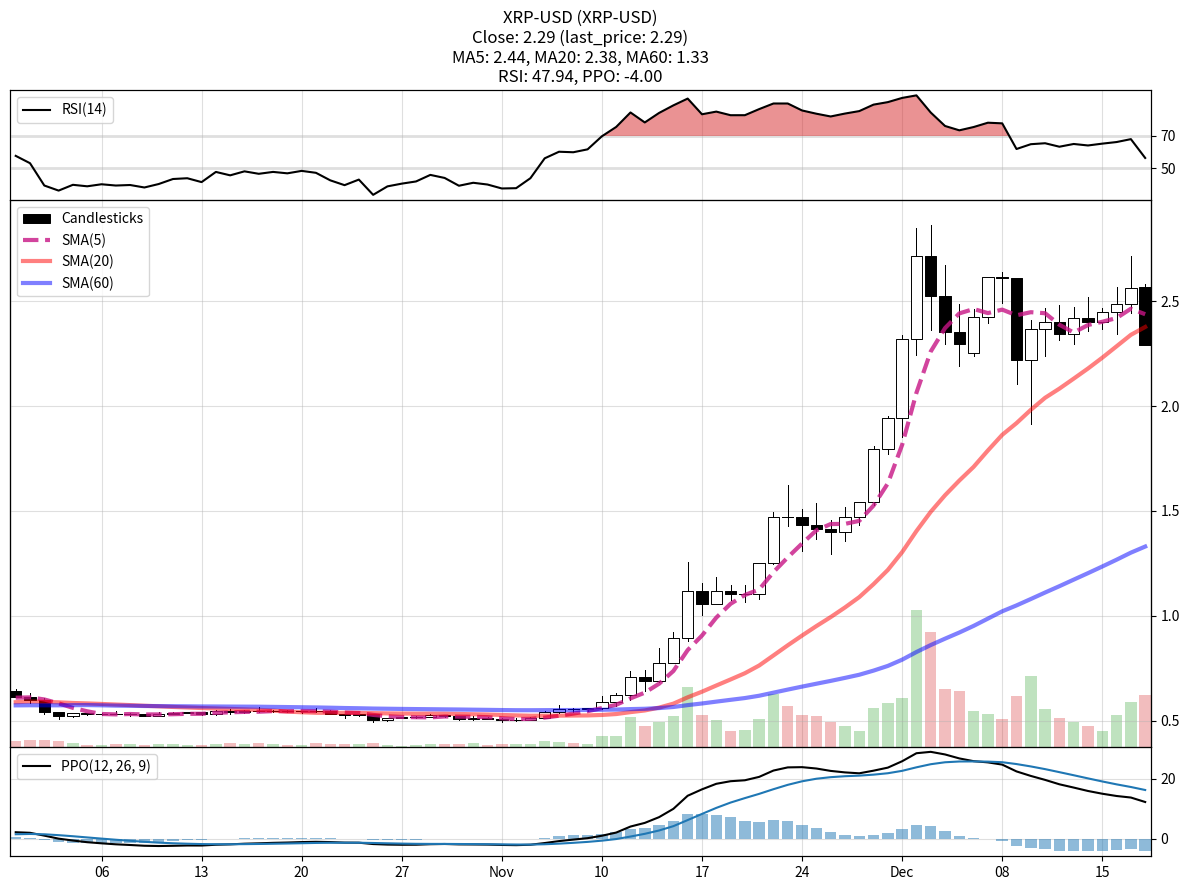 XRP-USD (XRP-USD)
Close: 2.29 (last_price: 2.29)
MA5: 2.44, MA20: 2.38, MA60: 1.33
RSI: 47.94, PPO: -4.00
RSI(14)
70
50
Candlesticks
SMA(5)
SMA(20)
SMA(60)
2.5
2.0
1.5
1.0
0.5
PPO(12, 26, 9)
20
0
06 13 20 27 Nov 10 17 24 Dec 08 15